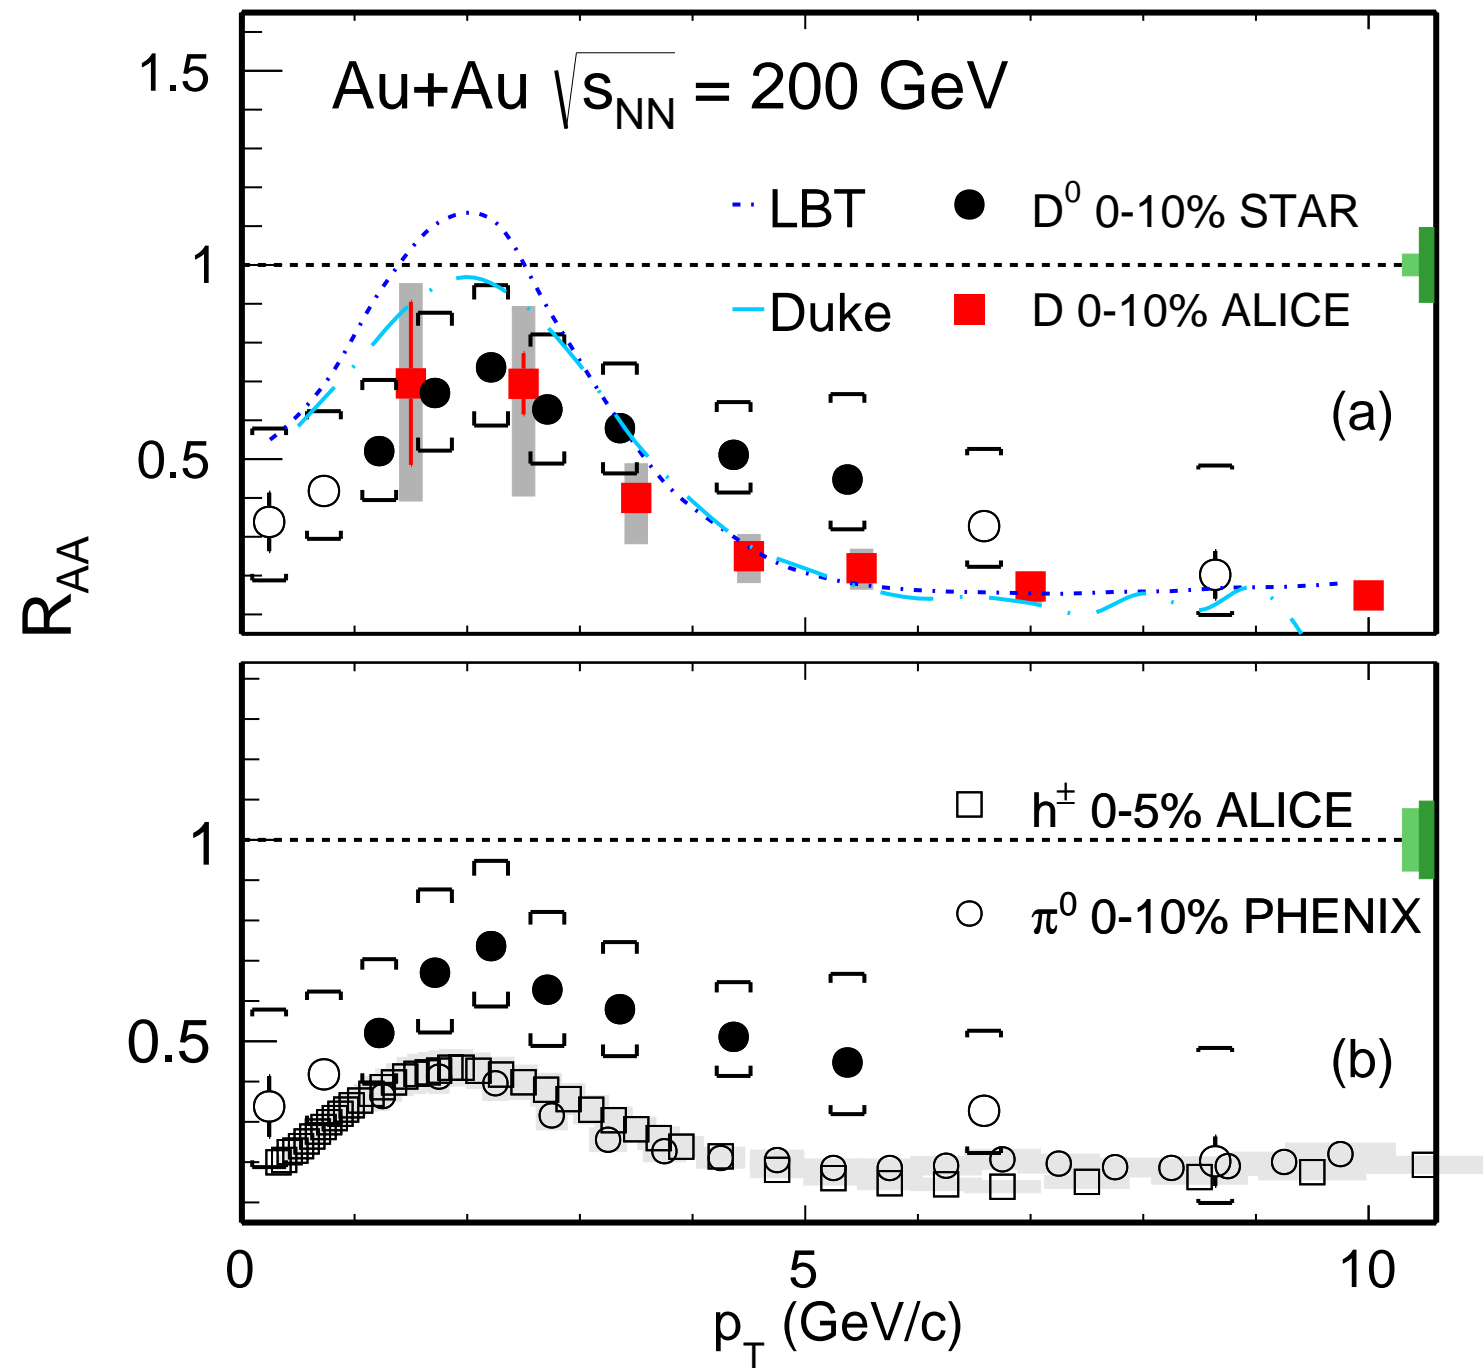 1.5
Au+Au √sNN = 200 GeV
LBT
D0 0-10% STAR
1
Duke
D 0-10% ALICE
(a)
0.5
RAA
h± 0-5% ALICE
1
π0 0-10% PHENIX
0.5
(b)
0 5 10
pT (GeV/c)